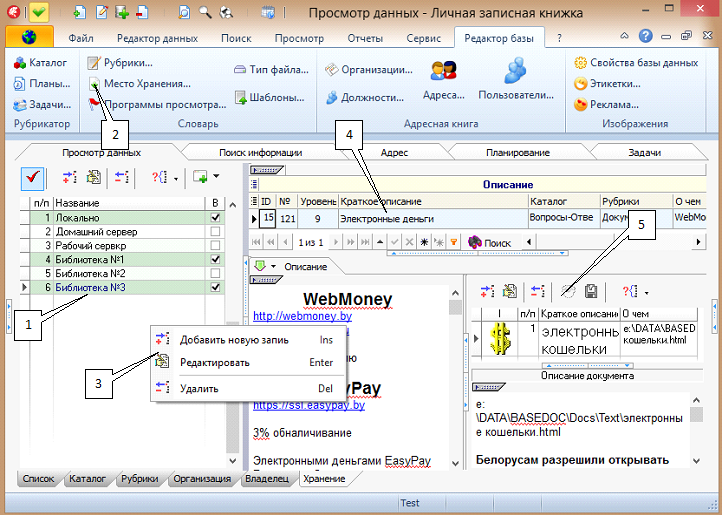 Просмотр данных - Личная записная книжка
Файл Редактор данных Поиск Просмотр Отчеты Сервис Редактор базы ?
Каталог Рубрики... Тип файла... Организации... Свойства базы данных
Планы... Место Хранения... Адреса... Пользователи... Этикетки...
Задачи... Программы просмотра... Шаблоны... Должности... Реклама...
Рубрикатор Словарь Адресная книга Изображения
2
4
Просмотр данных Поиск информации Адрес Планирование Задачи
п/п Название В
1 Локально
2 Домашний сервер
3 Рабочий сервкр
4 Библиотека №1
5 Библиотека №2
6 Библиотека №3
1
Описание
ID № Уровень Краткое описание Каталог Рубрики О чем
15 121 9 Электронные деньги Вопросы-Отве Докум WebMo
1 из 1 Поиск
5
Описание
WebMoney
http://webmoney.by
ю
Pay
https://ssl.easypay.by
3% обналичивание
Электронными деньгами EasyPay
Добавить новую запиь Ins
Редактировать Enter
Удалить Del
3
I п/п Краткое описани О чем
1 электроннь кошельки e:\DATA\BASED кошельки.html
Описание документа
e:
\DATA\BASEDOC\Docs\Text\электронны
е кошельки.html
Белорусам разрешили открывать
Список Каталог Рубрики Организация Владелец Хранение
Test